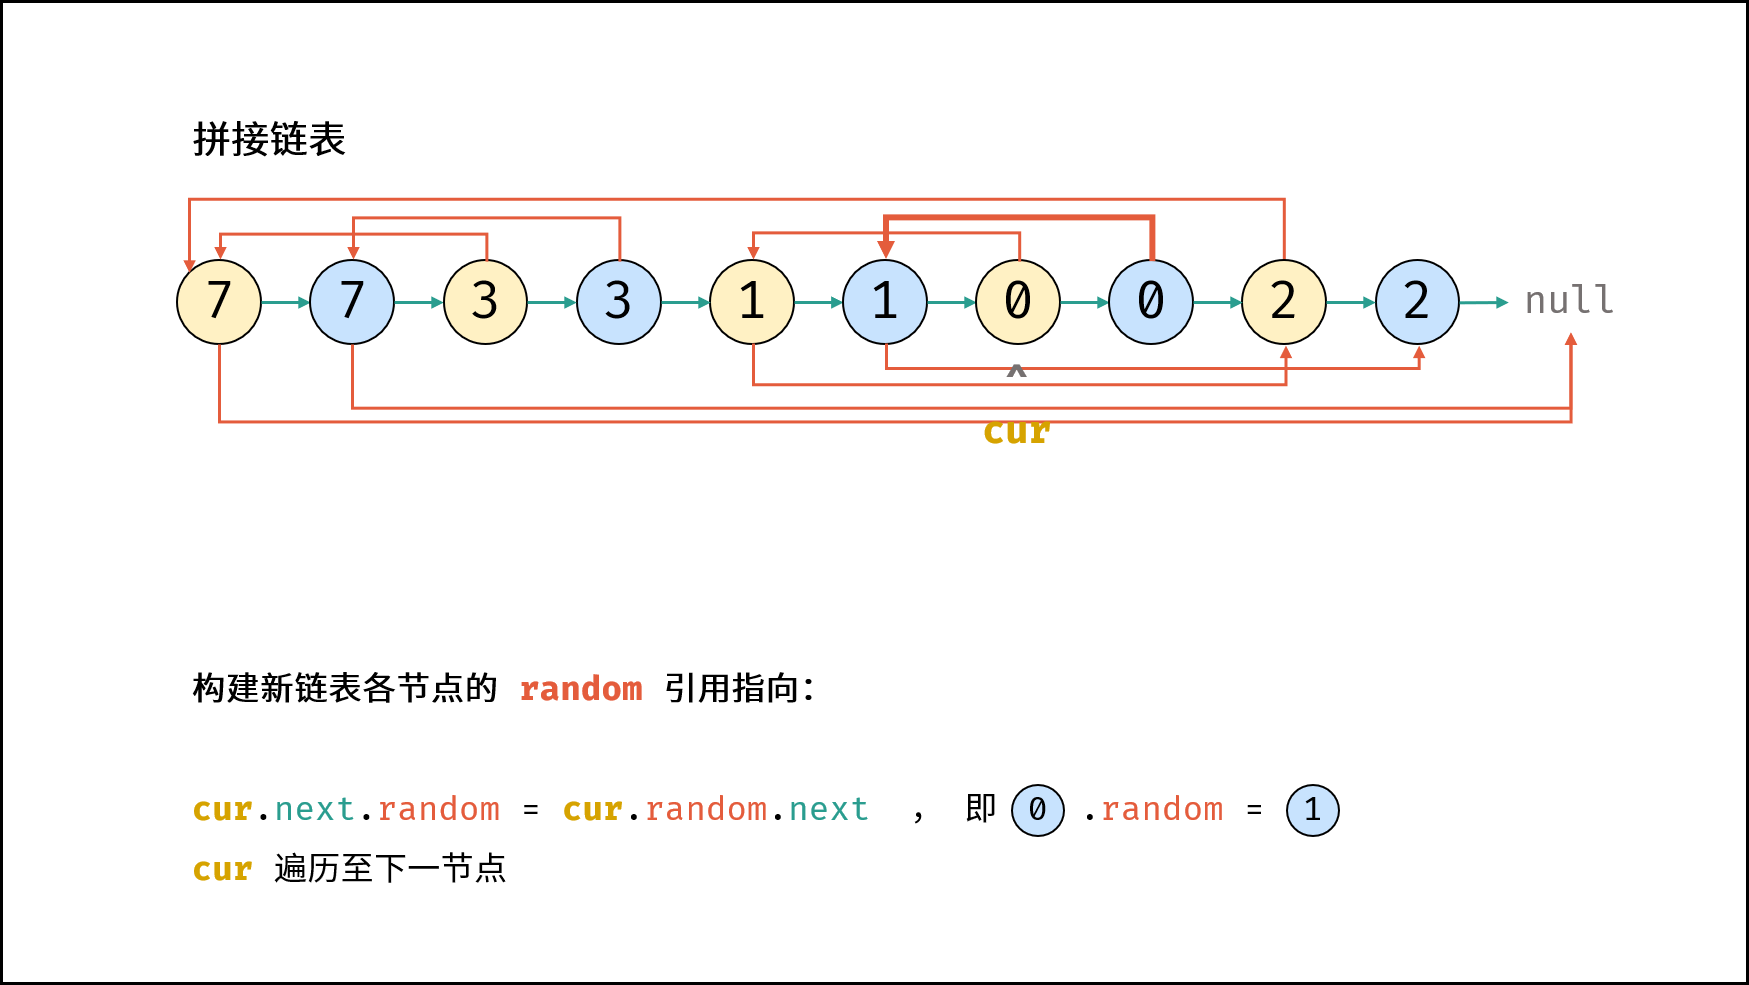 拼接链表
7 7 3 3 1 1 0 0 2 2 null
^
cur
构建新链表各节点的 random 引用指向：
cur.next.random = cur.random.next ， 即 0 .random = 1
cur 遍历至下一节点